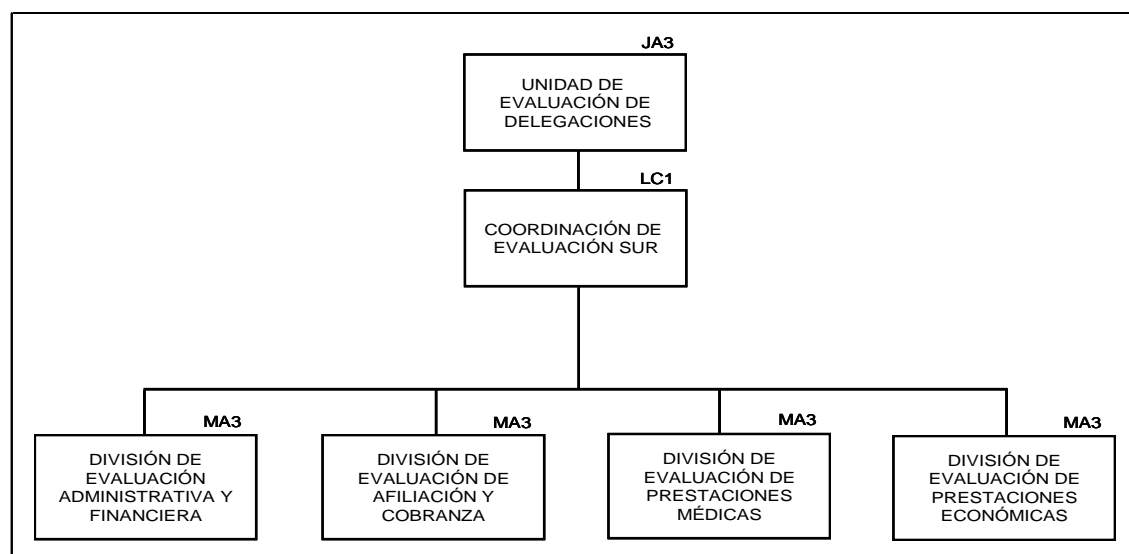 JA3
UNIDAD DE
EVALUACIÓN DE
DELEGACIONES
LC1
COORDINACIÓN DE
EVALUACIÓN SUR
MA3
DIVISIÓN DE
EVALUACIÓN
ADMINISTRATIVA Y
FINANCIERA
MA3
DIVISIÓN DE
EVALUACIÓN DE
AFILIACIÓN Y
COBRANZA
MA3
DIVISIÓN DE
EVALUACIÓN DE
PRESTACIONES
MÉDICAS
MA3
DIVISIÓN DE
EVALUACIÓN DE
PRESTACIONES
ECONÓMICAS